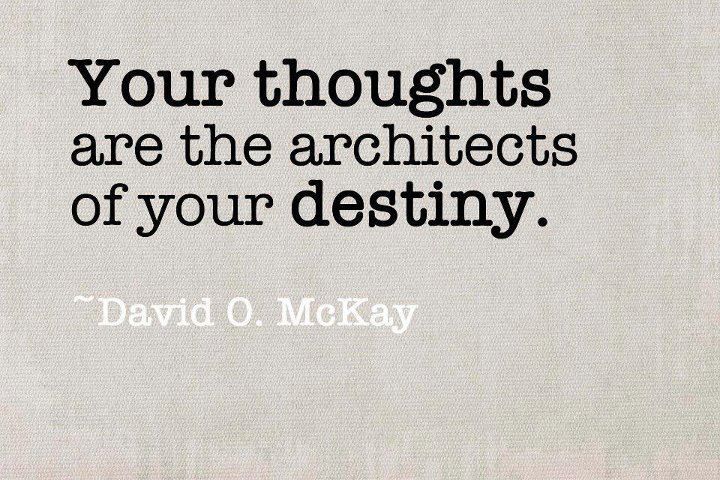 Your thoughts
are the architects
of your destiny.
~David O. McKay